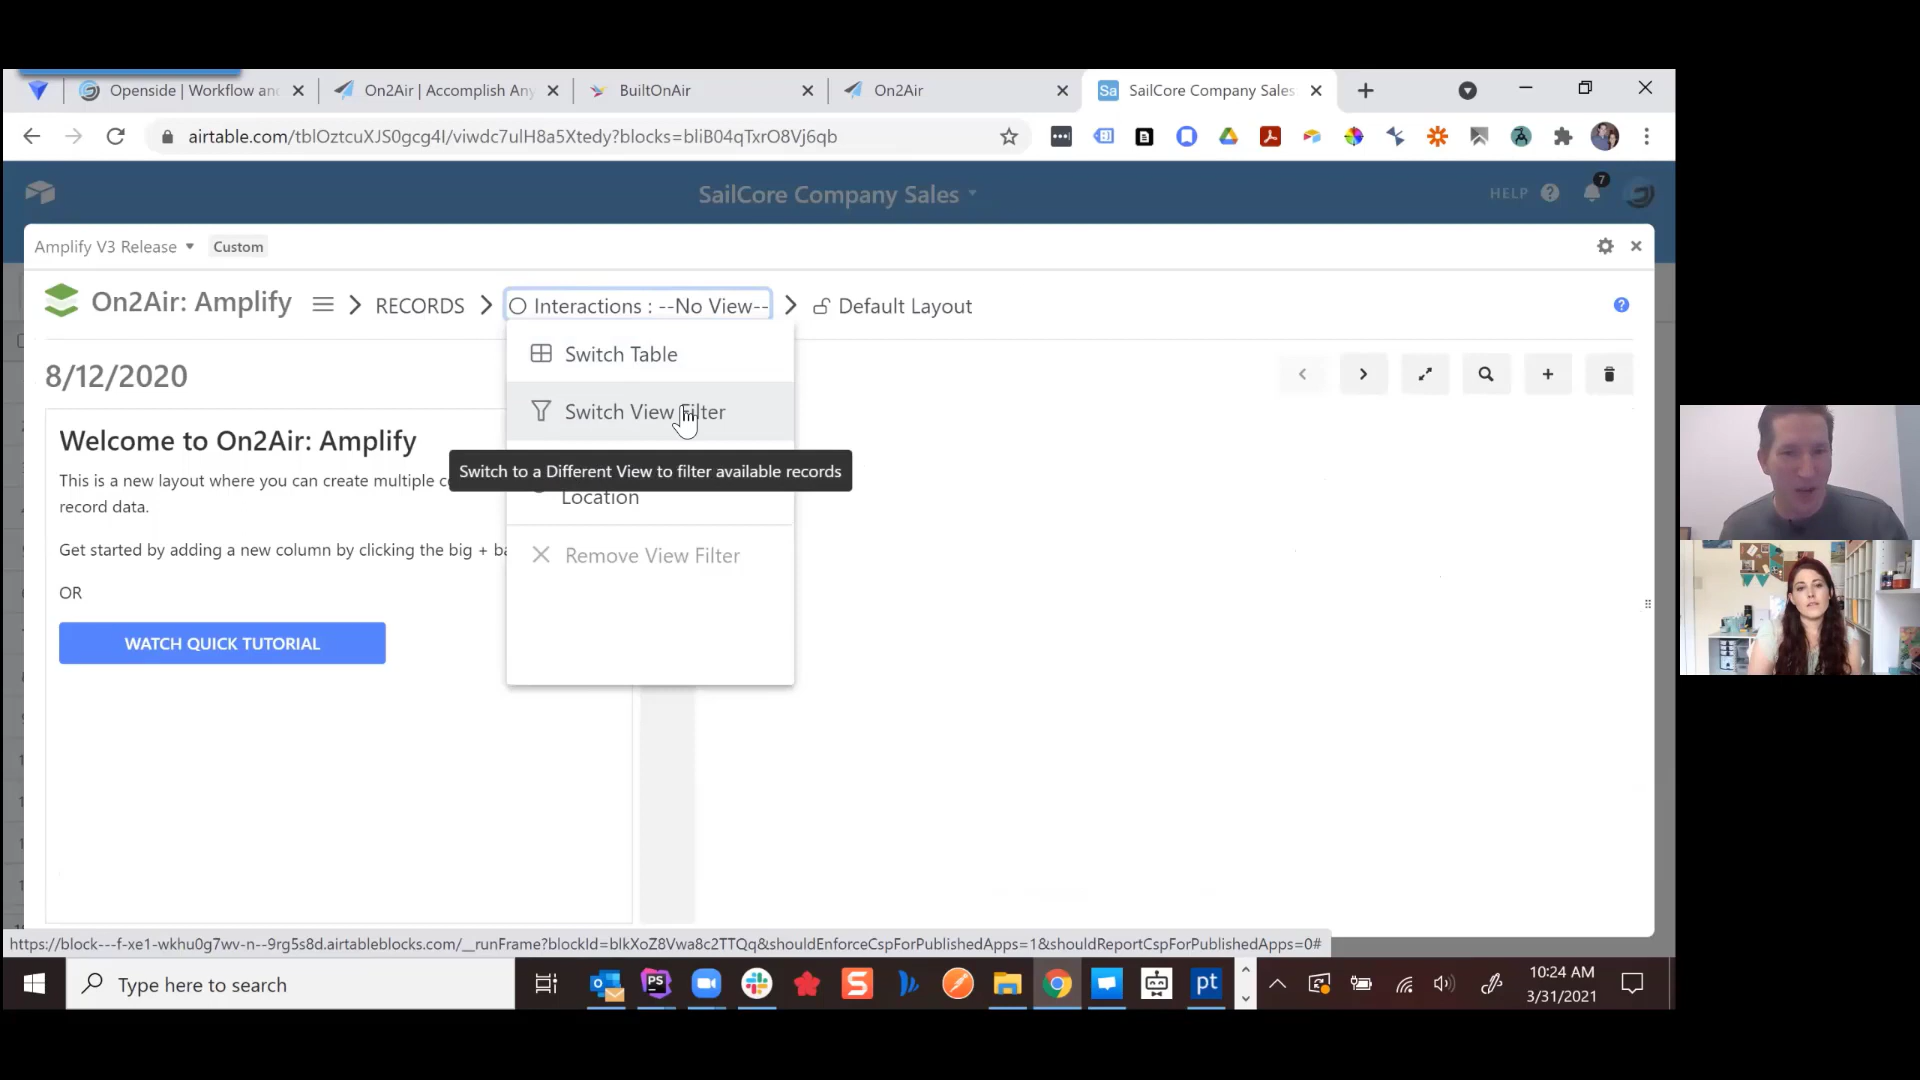 Openside | Workflow an
On2Air | Accomplish Any
BuiltOnAir
On2Air
Sa
SailCore Company Sales
airtable.com/tblOztcuXJS0gcg4I/viwdc7ulH8a5Xtedy?blocks=bliB04qTxrO8Vj6qb
SailCore Company Sales
HELP
7
Amplify V3 Release
Custom
On2Air: Amplify
RECORDS
Interactions : --No View--
Default Layout
8/12/2020
Switch Table
Switch View Filter
Switch to a Different View to filter available records
Location
Remove View Filter
Welcome to On2Air: Amplify
This is a new layout where you can create multiple c
record data.
Get started by adding a new column by clicking the big + ba
OR
WATCH QUICK TUTORIAL
https://block---f-xe1-wkhu0g7wv-n--9rg5s8d.airtableblocks.com/__runFrame?blockId=blkXoZ8Vwa8c2TTQq&shouldEnforceCspForPublishedApps=1&shouldReportCspForPublishedApps=0#
Type here to search
PS
S
pt
10:24 AM
3/31/2021